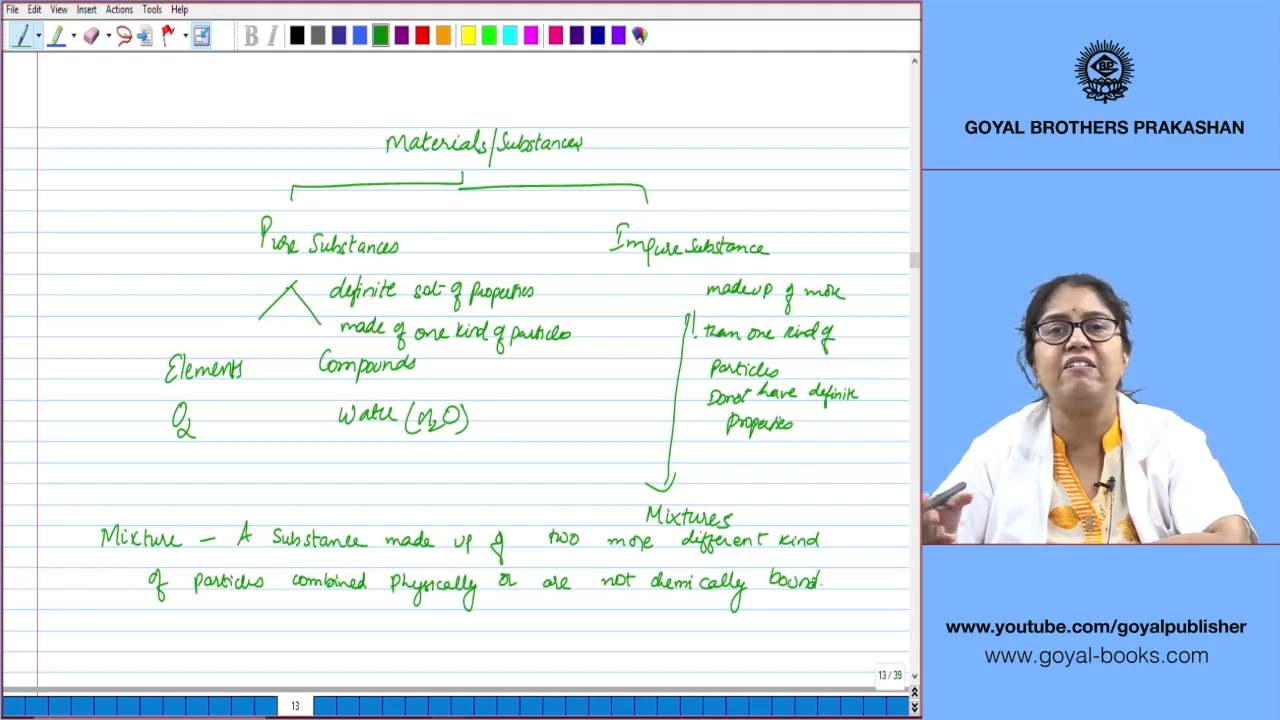 File Edit View Insert Actions Tools Help
B I
GBP
GOYAL BROTHERS PRAKASHAN
Materials/Substances
Pure Substances
Impure Substance
definite set of properties
made up of more
made of one kind of particles
than one kind of
Elements
Compounds
Particles
Do not have definite
O2
Water (H2O)
Properties
Mixtures
Mixture - A Substance made up of two more different kind
of particles combined physically or are not chemically bound.
www.youtube.com/goyalpublisher
www.goyal-books.com
13 / 39
13